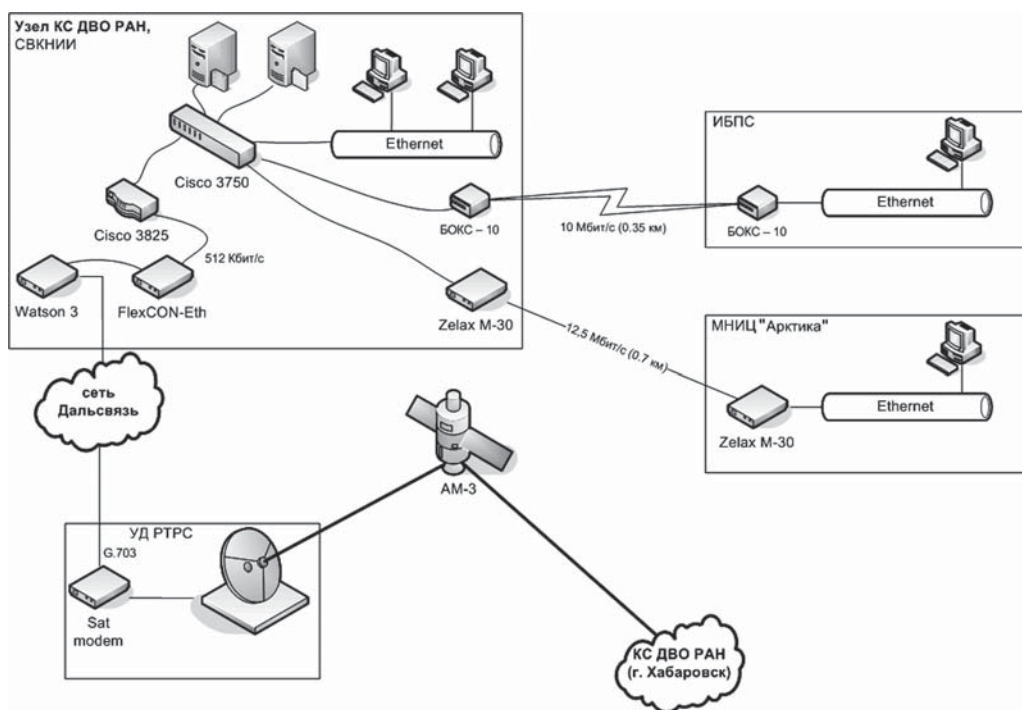 Узел КС ДВО РАН,
СВКНИИ
Ethernet
Cisco 3750
Cisco 3825
512 Кбит/с
Watson 3
FlexCON-Eth
БОКС – 10
10 Мбит/с (0.35 км)
Zelax M-30
12,5 Мбит/с (0.7 км)
ИБПС
БОКС – 10
Ethernet
МНИЦ "Арктика"
Ethernet
Zelax M-30
сеть
Дальсвязь
AM-3
УД РТРС
G.703
Sat
modem
КС ДВО РАН
(г. Хабаровск)